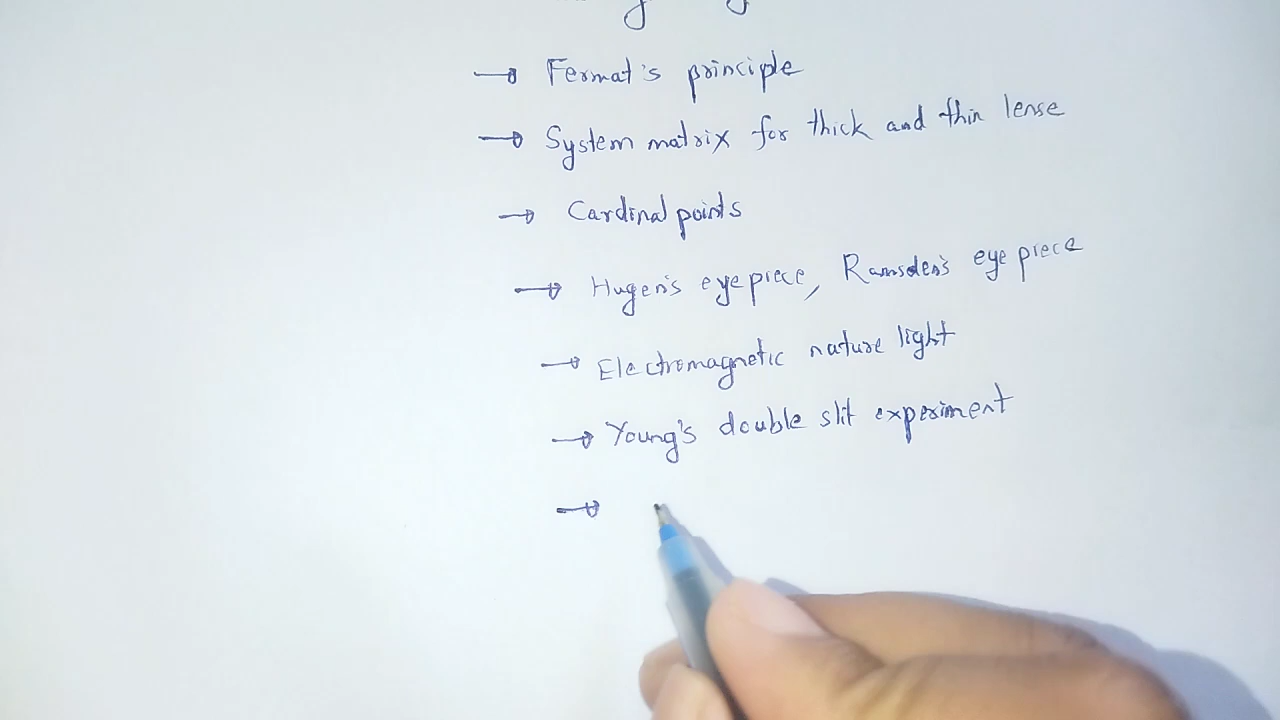 → Fermat's principle
→ System matrix for thick and thin lense
→ Cardinal points
→ Hugen's eye piece, Ramsden's eye piece
→ Electromagnetic nature light
→ Young's double slit experiment
→